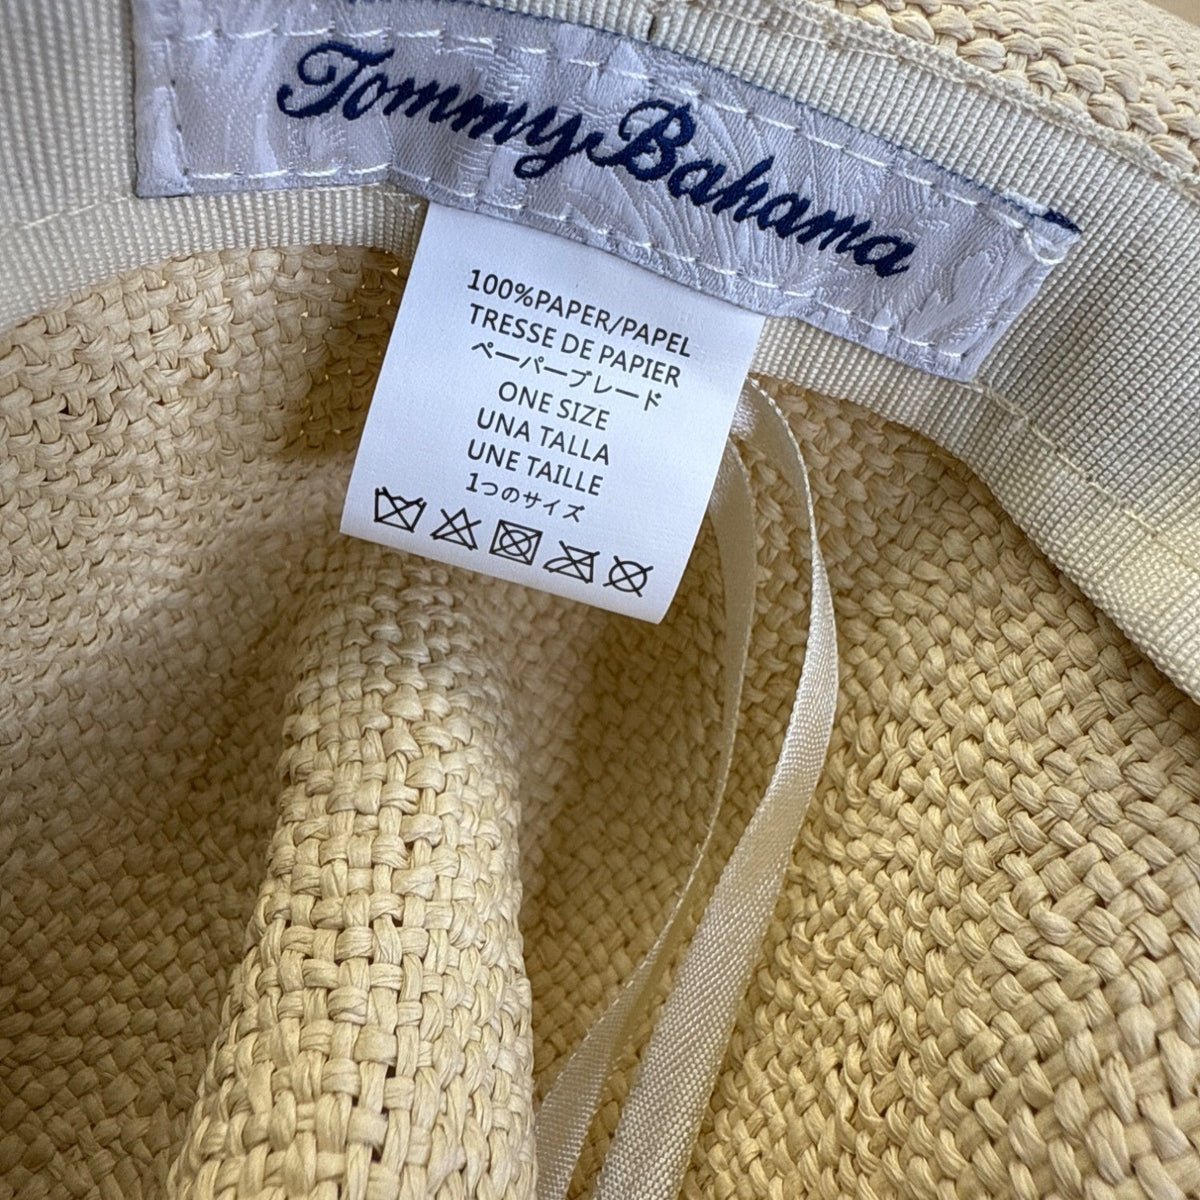 Tommy Bahama
100%PAPER/PAPEL
TRESSE DE PAPIER
ペーパーブレード
ONE SIZE
UNA TALLA
UNE TAILLE
1つのサイズ